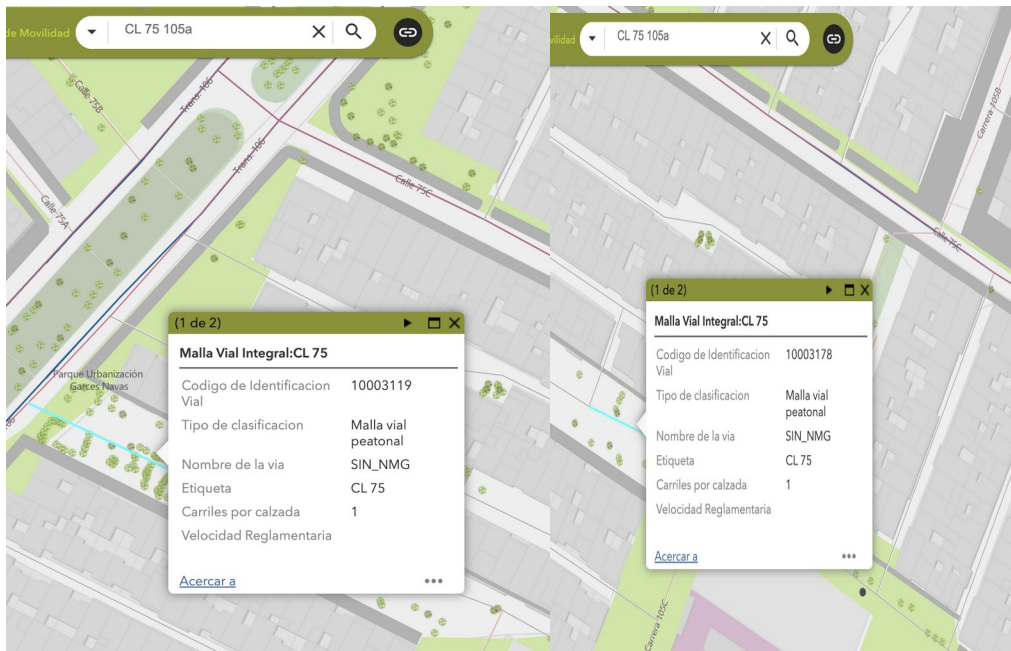 de Movilidad CL 75 105a
Calle 75B
Trans. 106
Trans. 106
Calle 75C
Calle 75A
Parque Urbanización
Garces Navas
106
(1 de 2)
Malla Vial Integral:CL 75
Codigo de Identificacion 10003119
Vial
Tipo de clasificacion Malla vial
peatonal
Nombre de la via SIN_NMG
Etiqueta CL 75
Carriles por calzada 1
Velocidad Reglamentaria
Acercar a
vilidad CL 75 105a
Carrera 105B
Calle 75C
(1 de 2)
Malla Vial Integral:CL 75
Codigo de Identificacion 10003178
Vial
Tipo de clasificacion Malla vial
peatonal
Nombre de la via SIN_NMG
Etiqueta CL 75
Carriles por calzada 1
Velocidad Reglamentaria
Acercar a
Carrera 105C